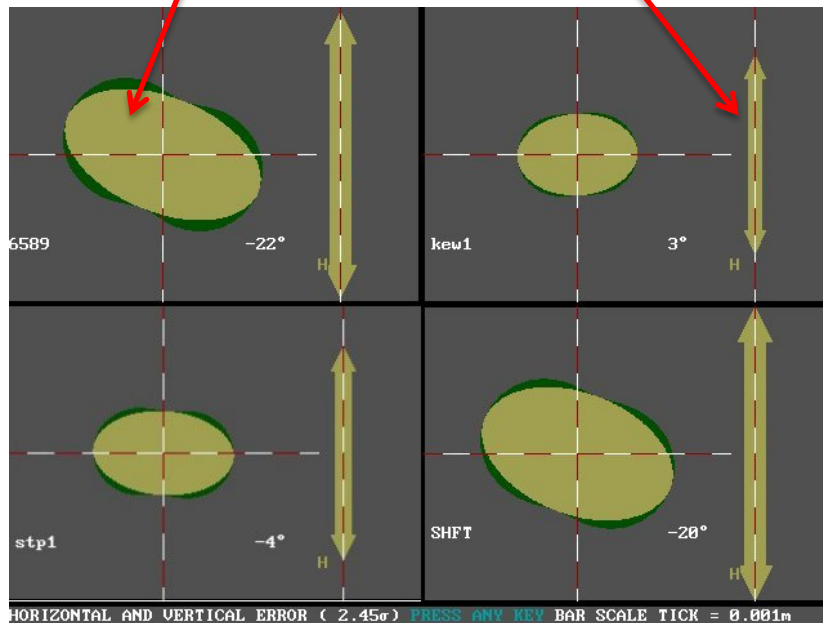 6589 -22° H
kew1 3° H
stp1 -4° H
SHFT -20° H
HORIZONTAL AND VERTICAL ERROR ( 2.45σ) PRESS ANY KEY BAR SCALE TICK = 0.001m